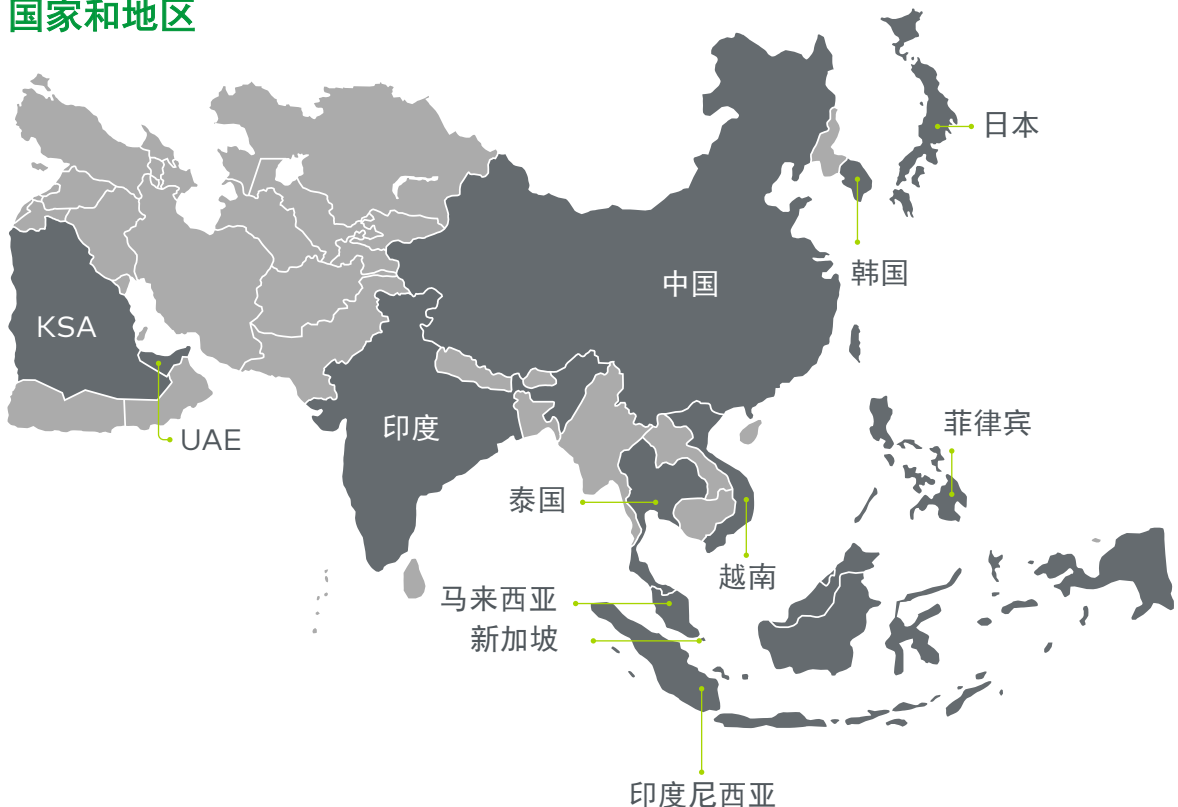 国家和地区
日本
韩国
中国
KSA
UAE
印度
菲律宾
泰国
越南
马来西亚
新加坡
印度尼西亚